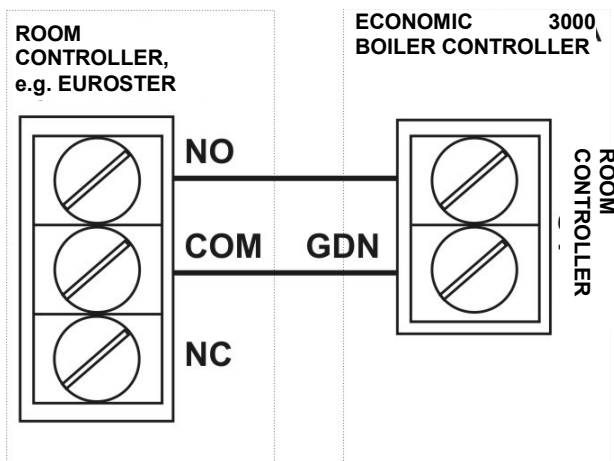 ROOM
CONTROLLER,
e.g. EUROSTER
ECONOMIC 3000
BOILER CONTROLLER
NO
COM GDN
NC
ROOM
CONTROLLER